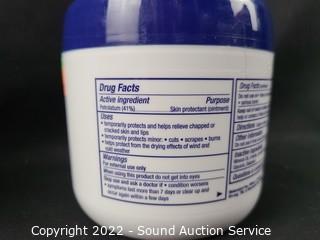 Drug Facts
Active ingredient Purpose
Petrolatum (41%) Skin protectant (ointment)
Uses
• temporarily protects and helps relieve chapped or
cracked skin and lips
• temporarily protects minor: • cuts • scrapes • burns
• helps protect from the drying effects of wind and
cold weather
Warnings
For external use only
When using this product do not get into eyes
Stop use and ask a doctor if • condition worsens
• symptoms last more than 7 days or clear up and
occur again within a few days
Drug Facts
Copyright 2022 - Sound Auction Service